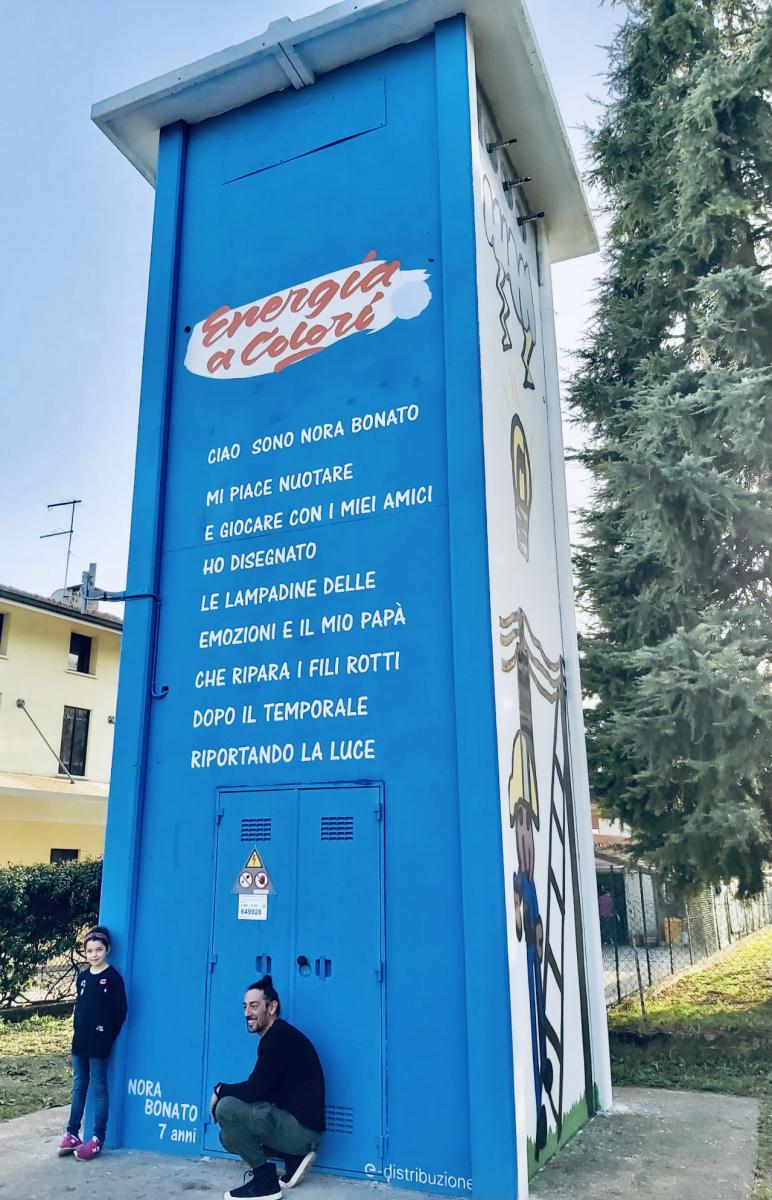 Energia
a Colori
CIAO SONO NORA BONATO
MI PIACE NUOTARE
E GIOCARE CON I MIEI AMICI
HO DISEGNATO
LE LAMPADINE DELLE
EMOZIONI E IL MIO PAPÀ
CHE RIPARA I FILI ROTTI
DOPO IL TEMPORALE
RIPORTANDO LA LUCE
649928
NORA
BONATO
7 anni
e-distribuzione